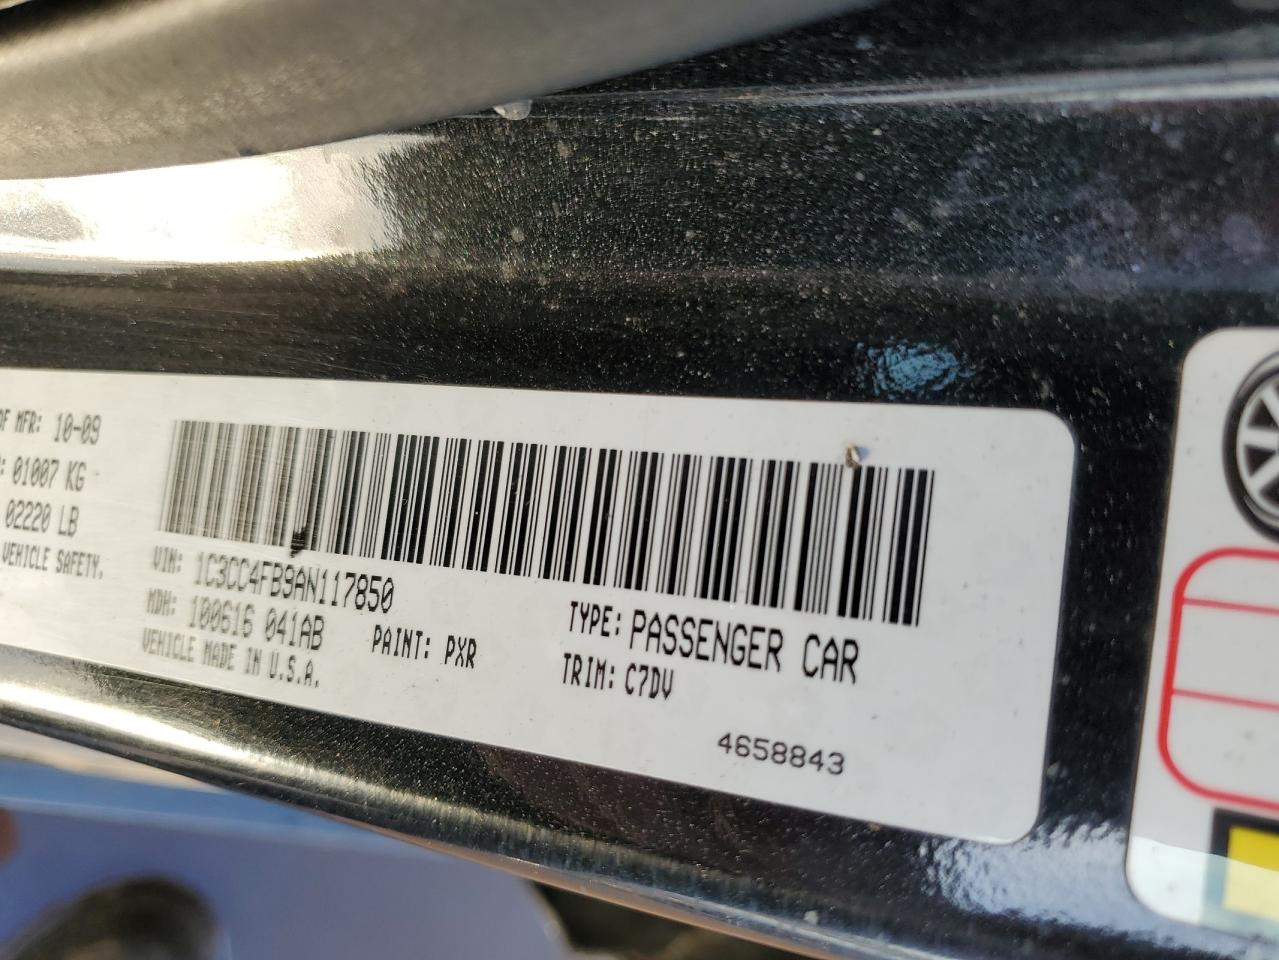 OF MFR: 10-09
: 01007 KG
02220 LB
VEHICLE SAFETY.
VIN: 1C3CC4FB9AN117850
MDH: 100616 041AB
VEHICLE MADE IN U.S.A.
PAINT: PXR
TYPE: PASSENGER CAR
TRIM: C7DV
4658843